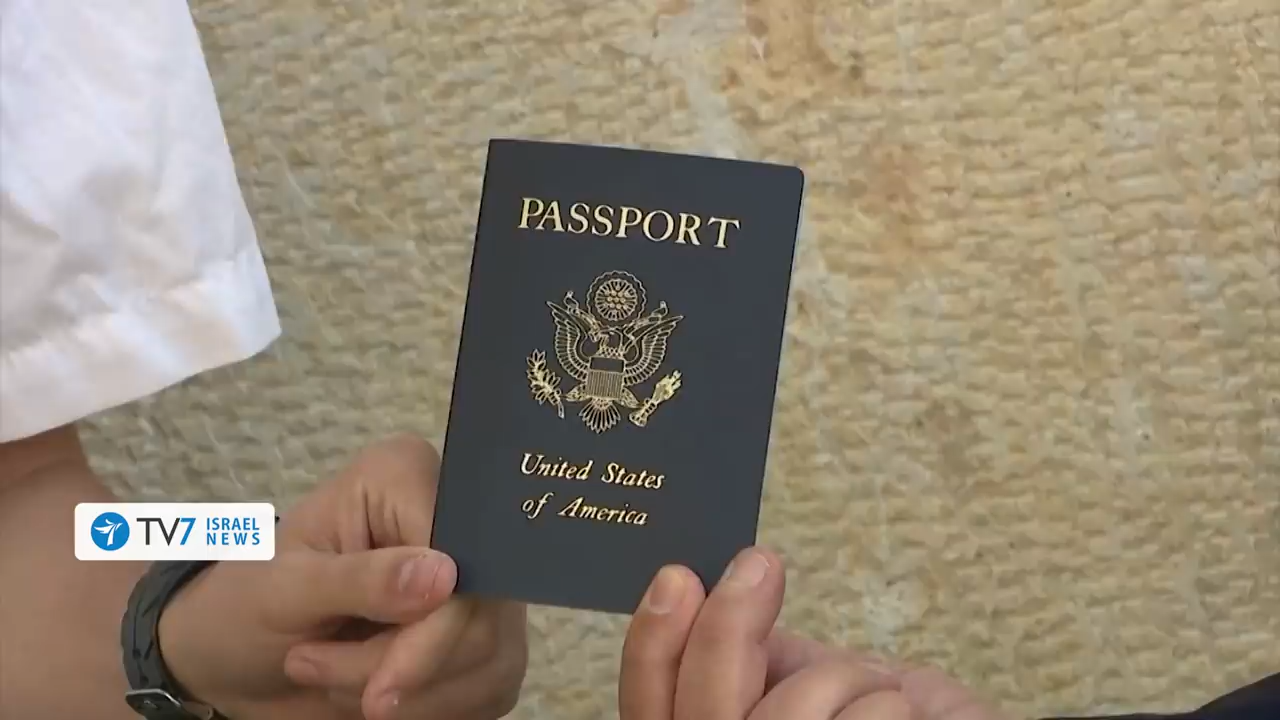 PASSPORT
United States
of America
TV7 ISRAEL
NEWS